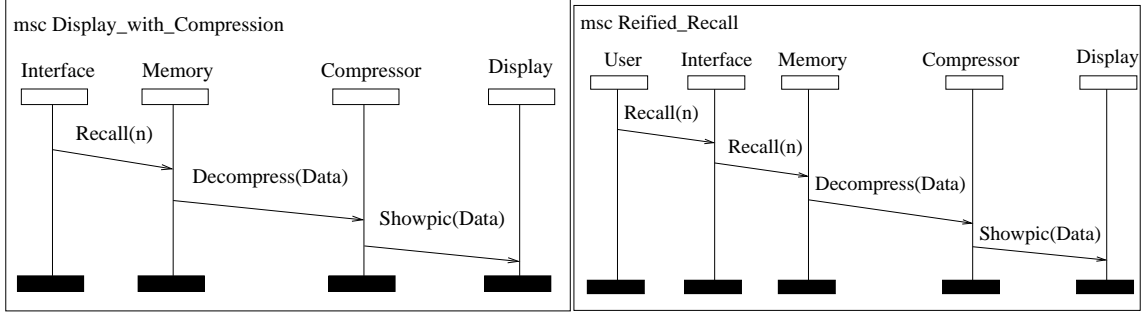 msc Display_with_Compression
Interface Memory Compressor Display
Recall(n)
Decompress(Data)
Showpic(Data)
msc Reified_Recall
User Interface Memory Compressor Display
Recall(n)
Recall(n)
Decompress(Data)
Showpic(Data)